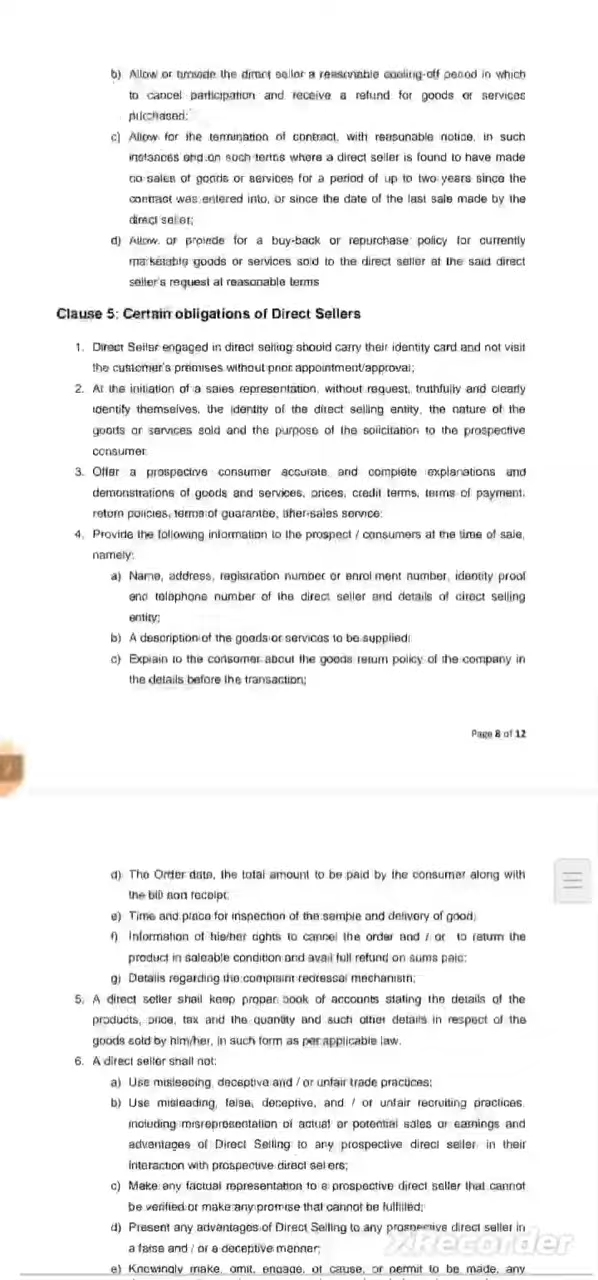 b) Allow or provide the direct seller a reasonable cooling-off period in which
to cancel participation and receive a refund for goods or services
purchased;
c) Allow for the termination of contract, with reasonable notice, in such
instances and on such terms where a direct seller is found to have made
no sales of goods or services for a period of up to two years since the
contract was entered into, or since the date of the last sale made by the
direct seller;
d) Allow or provide for a buy-back or repurchase policy for currently
marketable goods or services sold to the direct seller at the said direct
seller's request at reasonable terms
Clause 5: Certain obligations of Direct Sellers
1. Direct Seller engaged in direct selling should carry their identity card and not visit
the customer's premises without prior appointment/approval;
2. At the initiation of a sales representation, without request, truthfully and clearly
identify themselves, the identity of the direct selling entity, the nature of the
goods or services sold and the purpose of the solicitation to the prospective
consumer
3. Offer a prospective consumer accurate and complete explanations and
demonstrations of goods and services, prices, credit terms, terms of payment,
return policies, terms of guarantee, after-sales service;
4. Provide the following information to the prospect / consumers at the time of sale,
namely:
a) Name, address, registration number or enrolment number, identity proof
and telephone number of the direct seller and details of direct selling
entity;
b) A description of the goods or services to be supplied;
c) Explain to the consumer about the goods return policy of the company in
the details before the transaction;
Page 8 of 12
d) The Order date, the total amount to be paid by the consumer along with
the bill and receipt;
e) Time and place for inspection of the sample and delivery of good;
f) Information of his/her rights to cancel the order and / or to return the
product in saleable condition and avail full refund on sums paid;
g) Details regarding the complaint redressal mechanism;
5. A direct seller shall keep proper book of accounts stating the details of the
products, price, tax and the quantity and such other details in respect of the
goods sold by him/her, in such form as per applicable law.
6. A direct seller shall not:
a) Use misleading, deceptive and / or unfair trade practices;
b) Use misleading, false, deceptive, and / or unfair recruiting practices,
including misrepresentation of actual or potential sales or earnings and
advantages of Direct Selling to any prospective direct seller, in their
interaction with prospective direct sellers;
c) Make any factual representation to a prospective direct seller that cannot
be verified or make any promise that cannot be fulfilled;
d) Present any advantages of Direct Selling to any prospective direct seller in
a false and / or a deceptive manner;
e) Knowingly make, omit, engage, or cause, or permit to be made, any
XRecorder